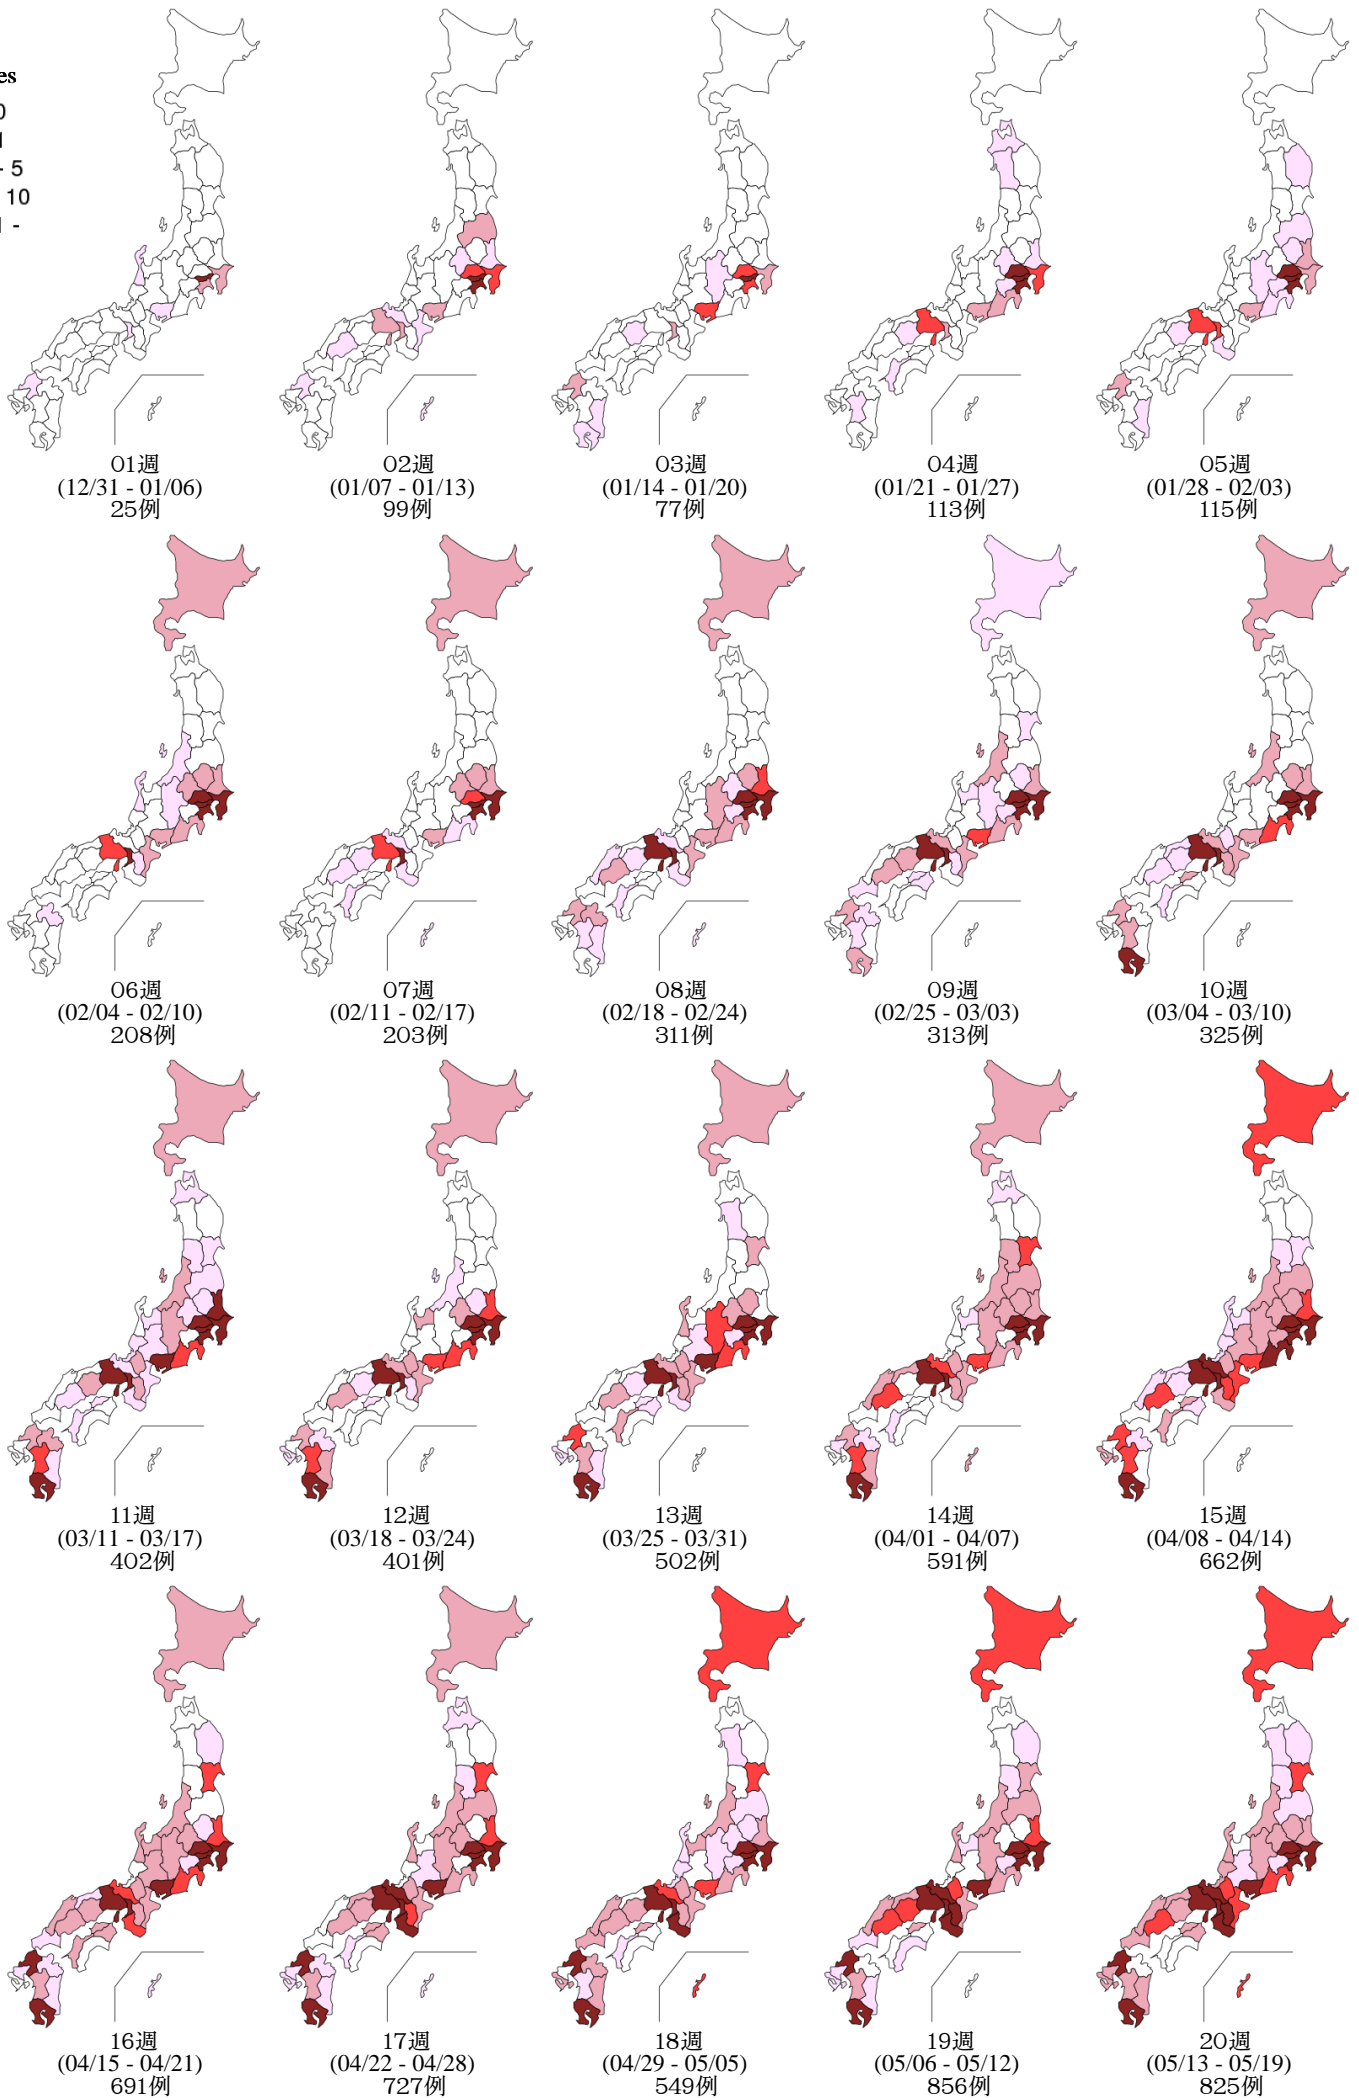 es
0
1
- 5
10
1 -
01週
(12/31 - 01/06)
25例
02週
(01/07 - 01/13)
99例
03週
(01/14 - 01/20)
77例
04週
(01/21 - 01/27)
113例
05週
(01/28 - 02/03)
115例
06週
(02/04 - 02/10)
208例
07週
(02/11 - 02/17)
203例
08週
(02/18 - 02/24)
311例
09週
(02/25 - 03/03)
313例
10週
(03/04 - 03/10)
325例
11週
(03/11 - 03/17)
402例
12週
(03/18 - 03/24)
401例
13週
(03/25 - 03/31)
502例
14週
(04/01 - 04/07)
591例
15週
(04/08 - 04/14)
662例
16週
(04/15 - 04/21)
691例
17週
(04/22 - 04/28)
727例
18週
(04/29 - 05/05)
549例
19週
(05/06 - 05/12)
856例
20週
(05/13 - 05/19)
825例